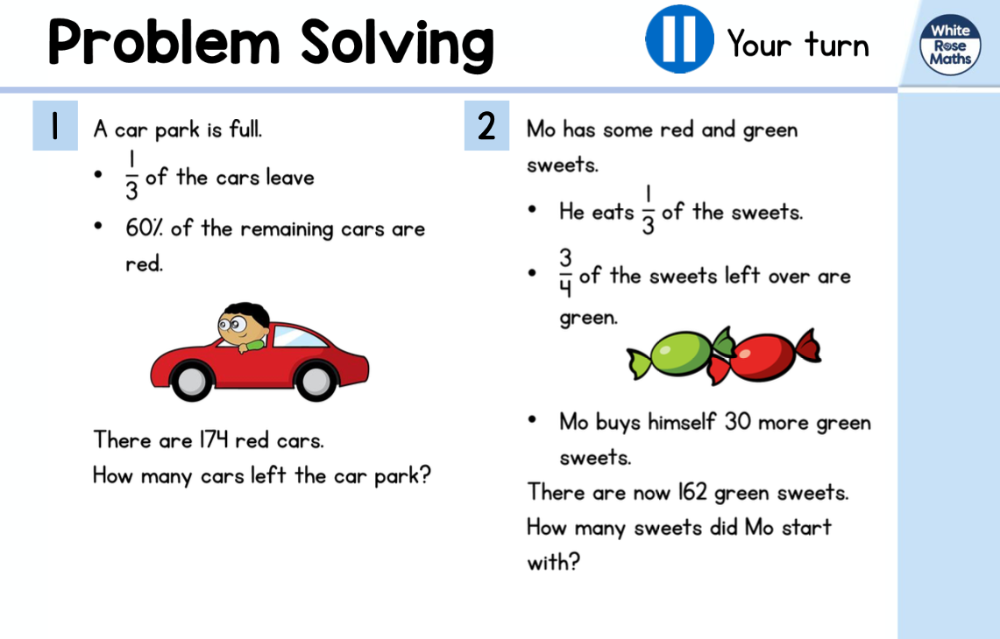 Problem Solving
Your turn
White
Rose
Maths
1
A car park is full.
• 1/3 of the cars leave
• 60% of the remaining cars are
red.
There are 174 red cars.
How many cars left the car park?
2
Mo has some red and green
sweets.
• He eats 1/3 of the sweets.
• 3/4 of the sweets left over are
green.
• Mo buys himself 30 more green
sweets.
There are now 162 green sweets.
How many sweets did Mo start
with?